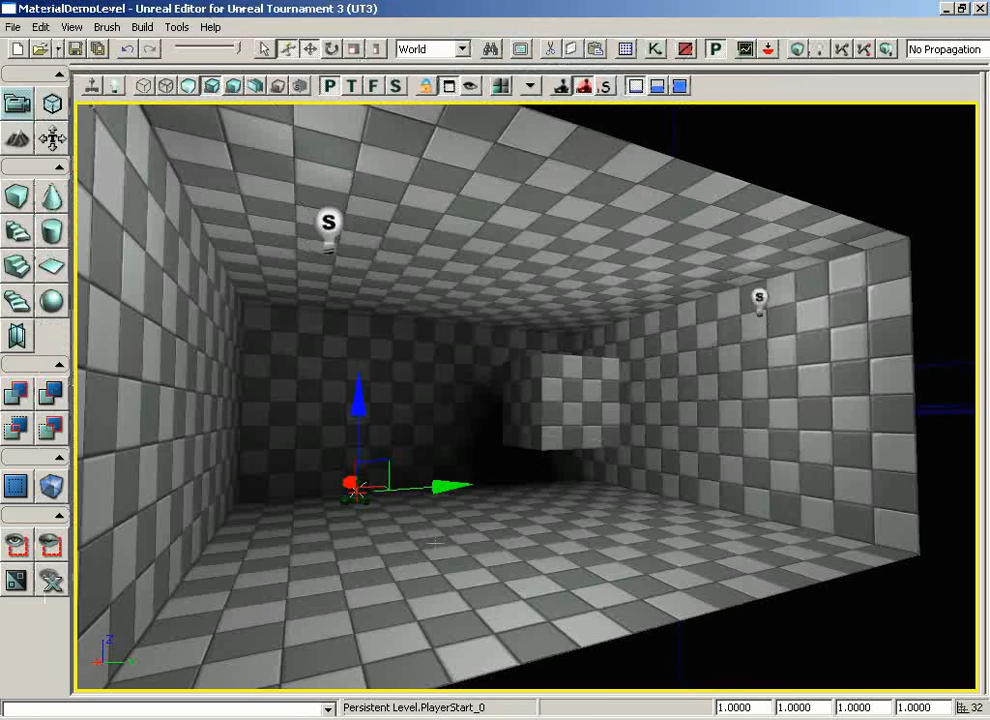 MaterialDemoLevel - Unreal Editor for Unreal Tournament 3 (UT3)
File Edit View Brush Build Tools Help
World K P No Propagation
P T F S S
S
S
Z
Persistent Level.PlayerStart_0 1.0000 1.0000 1.0000 1.0000 32